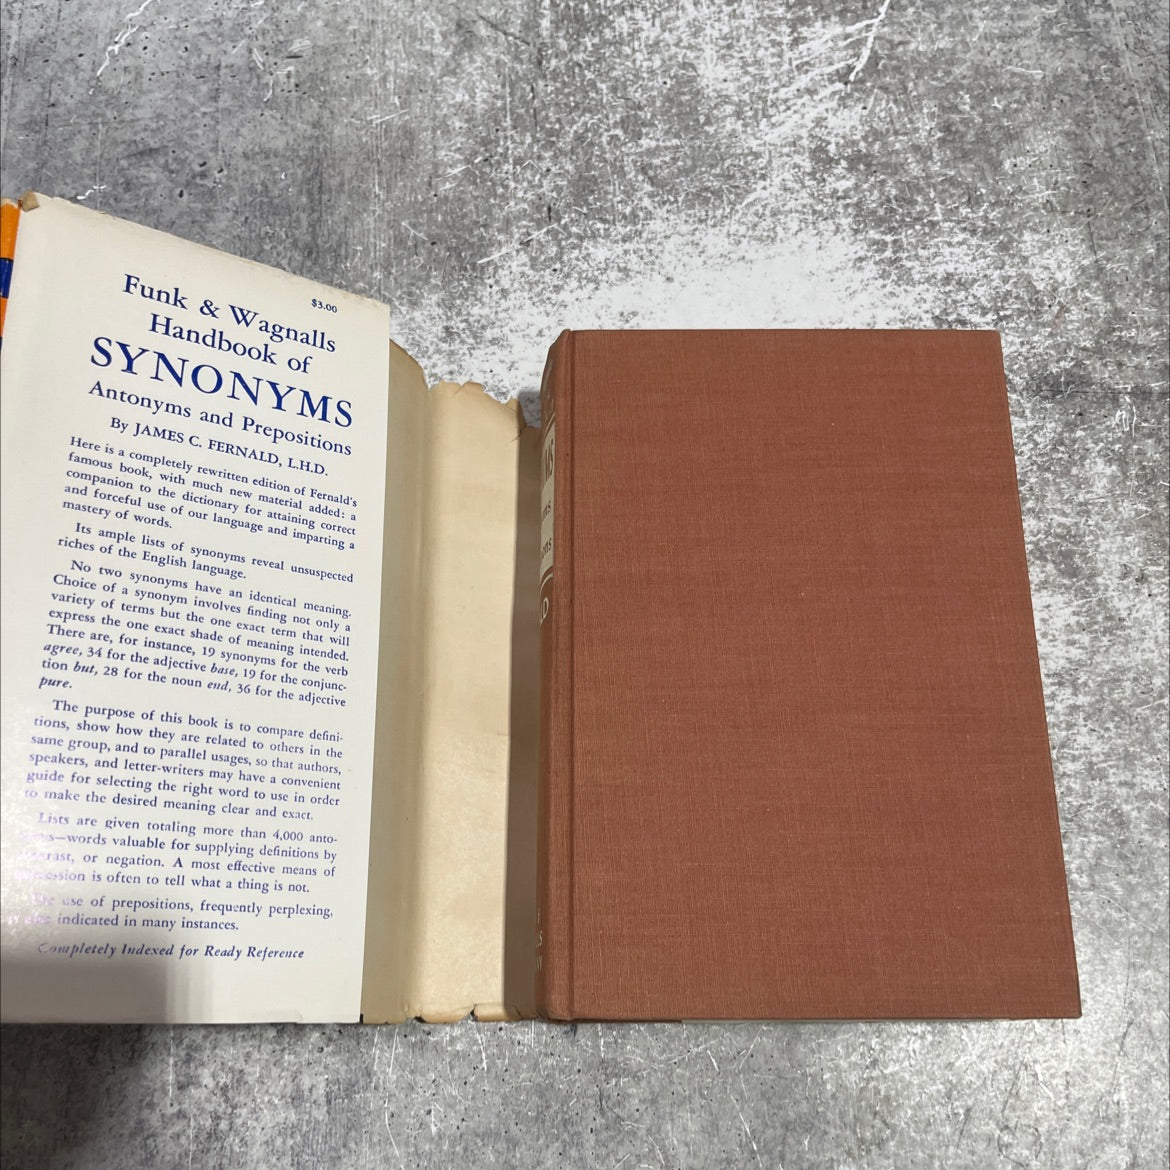 $3.00
Funk & Wagnalls
Handbook of
SYNONYMS
Antonyms and Prepositions
By JAMES C. FERNALD, L.H.D.
Here is a completely rewritten edition of Fernald's
famous book, with much new material added: a
companion to the dictionary for attaining correct
and forceful use of our language and imparting a
mastery of words.
Its ample lists of synonyms reveal unsuspected
riches of the English language.
No two synonyms have an identical meaning.
Choice of a synonym involves finding not only a
variety of terms but the one exact term that will
express the one exact shade of meaning intended.
There are, for instance, 19 synonyms for the verb
agree, 34 for the adjective base, 19 for the conjunc-
tion but, 28 for the noun end, 36 for the adjective
pure.
The purpose of this book is to compare defini-
tions, show how they are related to others in the
same group, and to parallel usages, so that authors,
speakers, and letter-writers may have a convenient
guide for selecting the right word to use in order
to make the desired meaning clear and exact.
Lists are given totaling more than 4,000 anto-
—words valuable for supplying definitions by
or negation. A most effective means of
is often to tell what a thing is not.
use of prepositions, frequently perplexing,
indicated in many instances.
Completely Indexed for Ready Reference